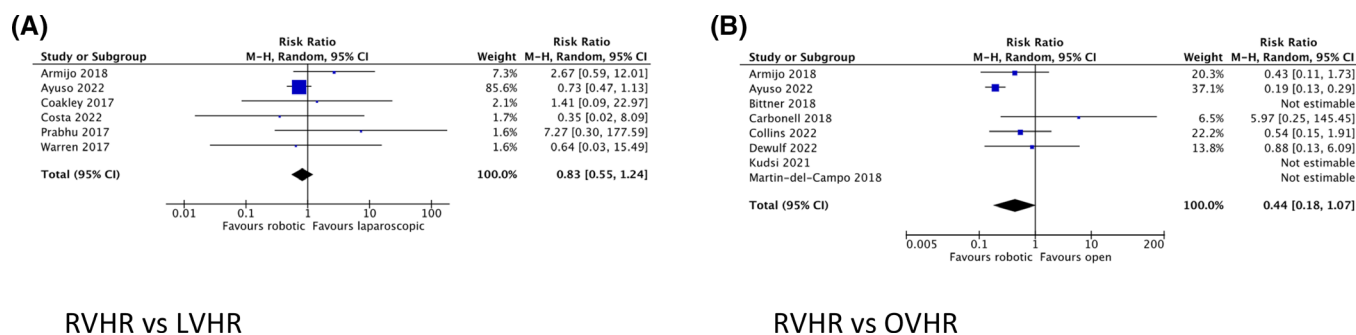 (A)
Risk Ratio Risk Ratio
Study or Subgroup M-H, Random, 95% CI Weight M-H, Random, 95% CI
Armijo 2018 7.3% 2.67 [0.59, 12.01]
Ayuso 2022 85.6% 0.73 [0.47, 1.13]
Coakley 2017 2.1% 1.41 [0.09, 22.97]
Costa 2022 1.7% 0.35 [0.02, 8.09]
Prabhu 2017 1.6% 7.27 [0.30, 177.59]
Warren 2017 1.6% 0.64 [0.03, 15.49]
Total (95% CI) 100.0% 0.83 [0.55, 1.24]
0.01 0.1 1 10 100
Favours robotic Favours laparoscopic
RVHR vs LVHR
(B)
Risk Ratio Risk Ratio
Study or Subgroup M-H, Random, 95% CI Weight M-H, Random, 95% CI
Armijo 2018 20.3% 0.43 [0.11, 1.73]
Ayuso 2022 37.1% 0.19 [0.13, 0.29]
Bittner 2018 Not estimable
Carbonell 2018 6.5% 5.97 [0.25, 145.45]
Collins 2022 22.2% 0.54 [0.15, 1.91]
Dewulf 2022 13.8% 0.88 [0.13, 6.09]
Kudsi 2021 Not estimable
Martin-del-Campo 2018 Not estimable
Total (95% CI) 100.0% 0.44 [0.18, 1.07]
0.005 0.1 1 10 200
Favours robotic Favours open
RVHR vs OVHR